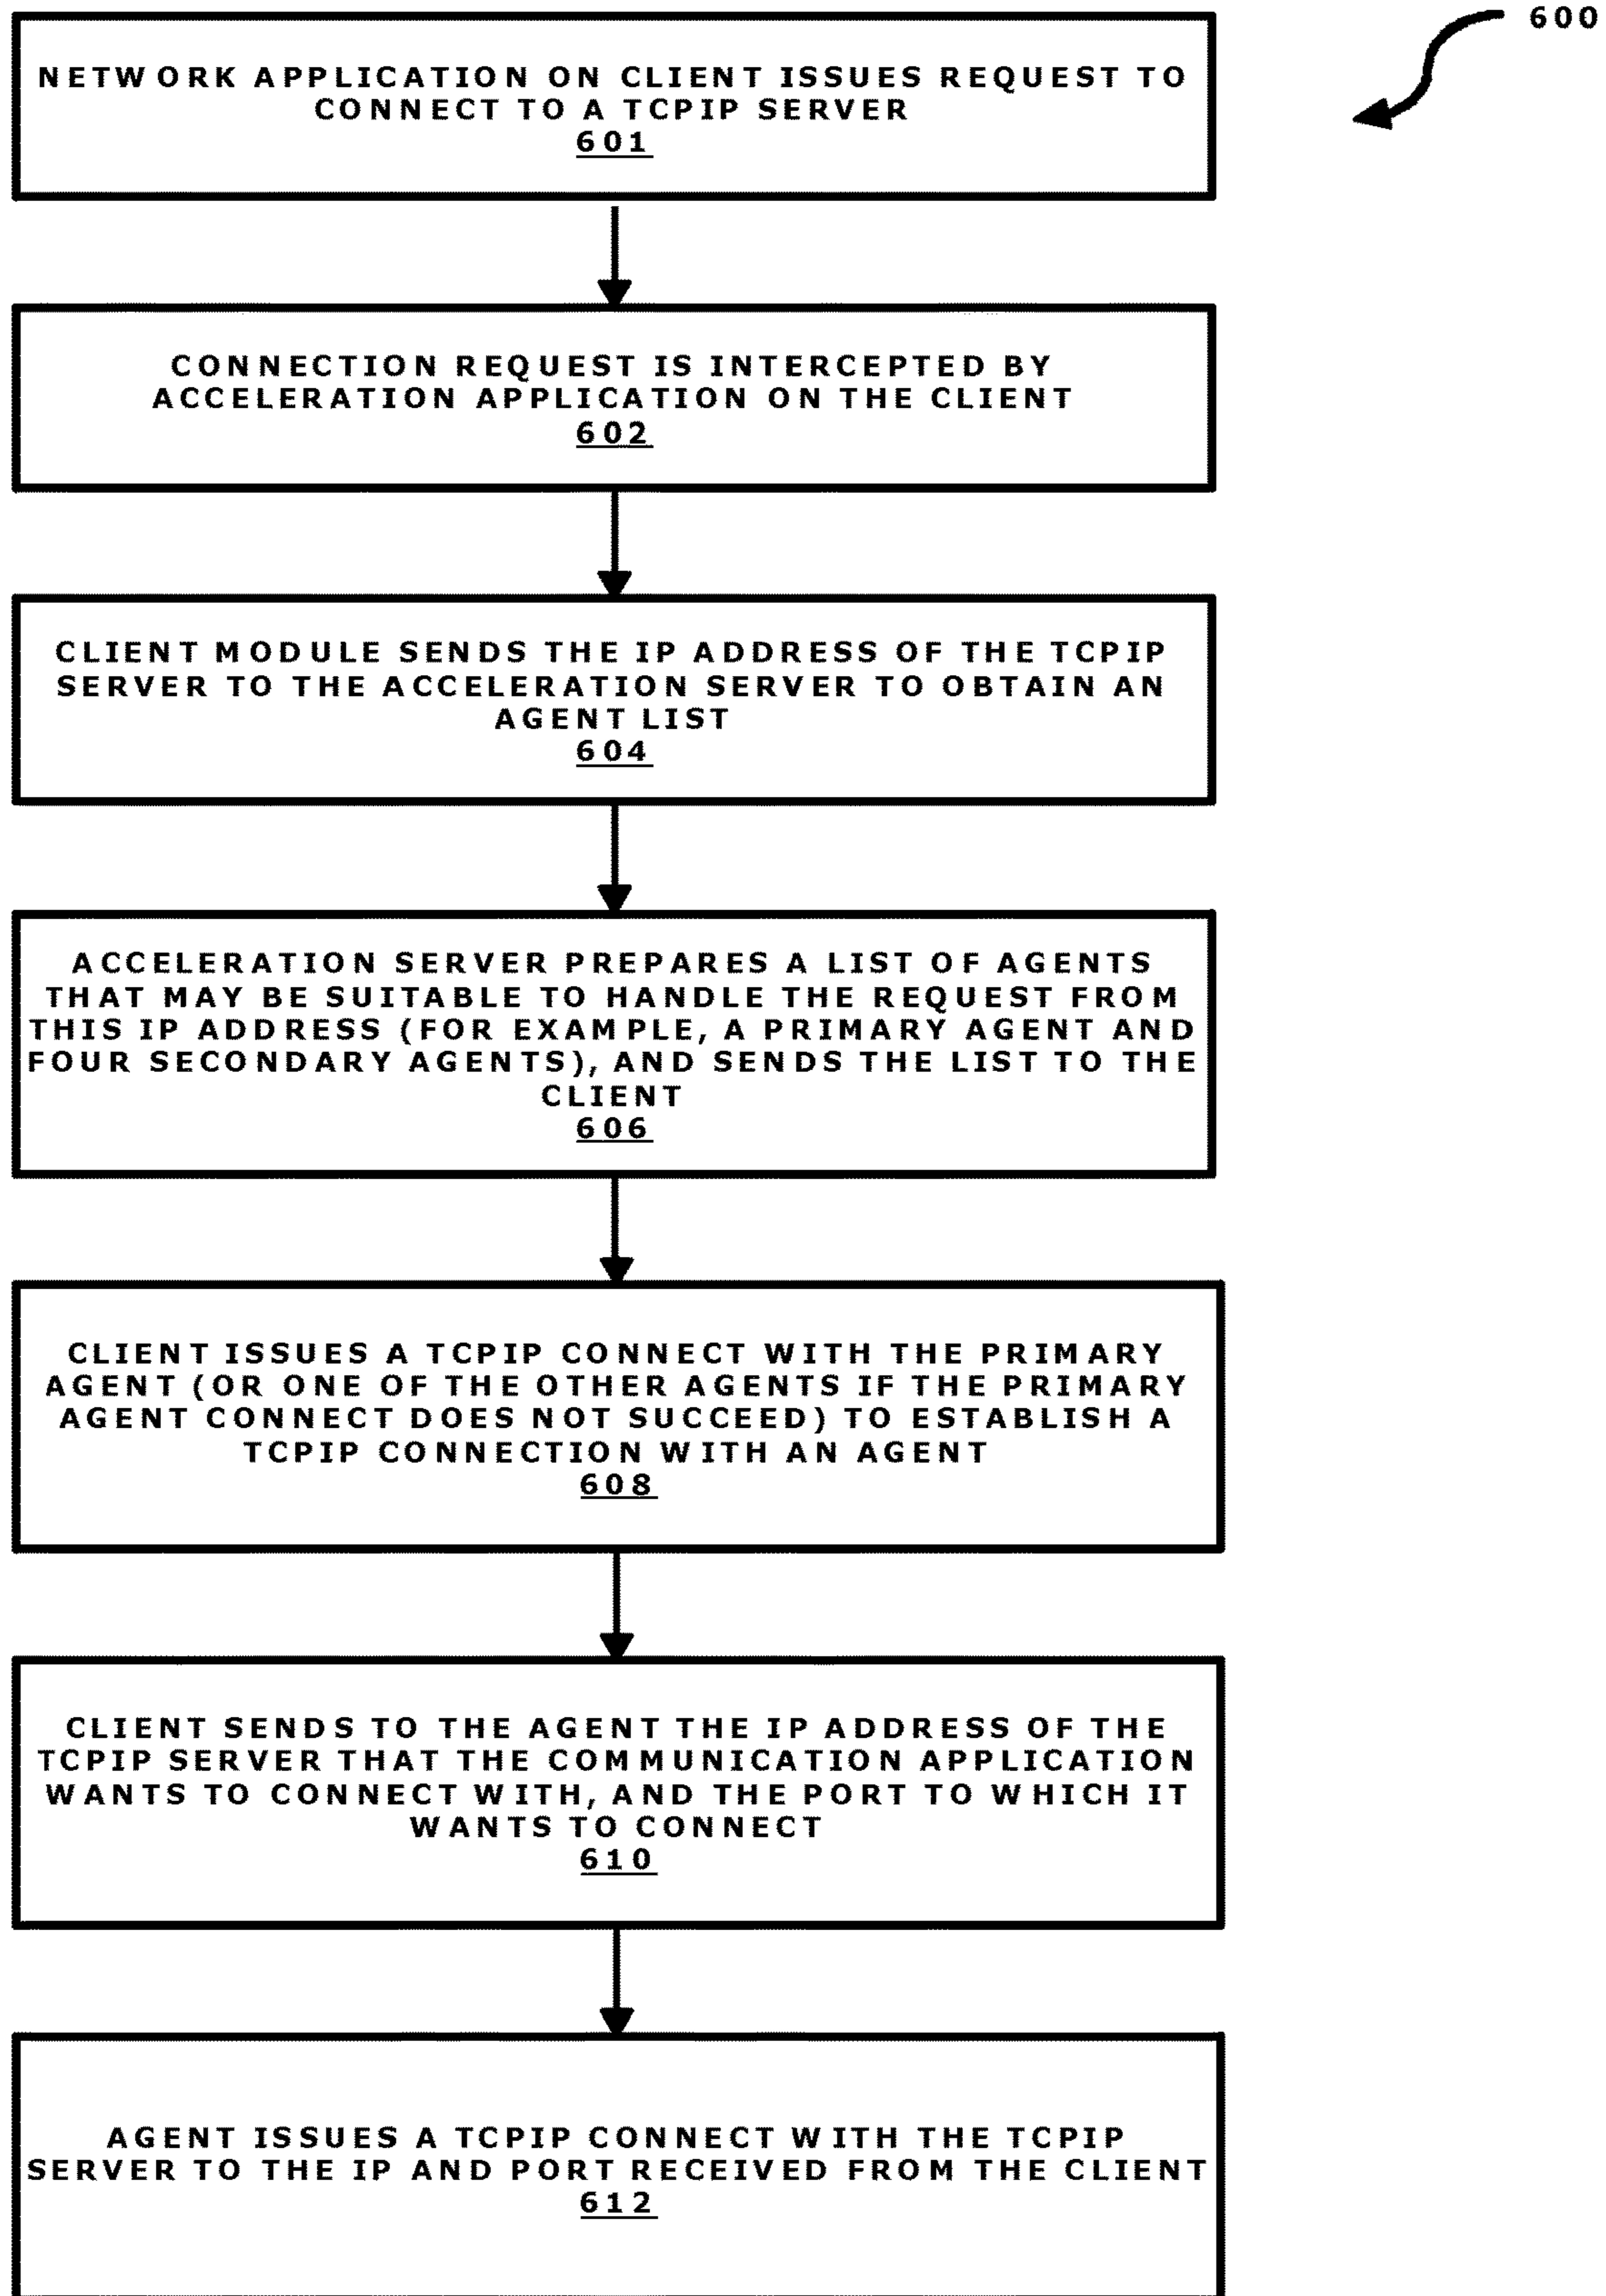 600
NETWORK APPLICATION ON CLIENT ISSUES REQUEST TO
CONNECT TO A TCPIP SERVER
601
CONNECTION REQUEST IS INTERCEPTED BY
ACCELERATION APPLICATION ON THE CLIENT
602
CLIENT MODULE SENDS THE IP ADDRESS OF THE TCPIP
SERVER TO THE ACCELERATION SERVER TO OBTAIN AN
AGENT LIST
604
ACCELERATION SERVER PREPARES A LIST OF AGENTS
THAT MAY BE SUITABLE TO HANDLE THE REQUEST FROM
THIS IP ADDRESS (FOR EXAMPLE, A PRIMARY AGENT AND
FOUR SECONDARY AGENTS), AND SENDS THE LIST TO THE
CLIENT
606
CLIENT ISSUES A TCPIP CONNECT WITH THE PRIMARY
AGENT (OR ONE OF THE OTHER AGENTS IF THE PRIMARY
AGENT CONNECT DOES NOT SUCCEED) TO ESTABLISH A
TCPIP CONNECTION WITH AN AGENT
608
CLIENT SENDS TO THE AGENT THE IP ADDRESS OF THE
TCPIP SERVER THAT THE COMMUNICATION APPLICATION
WANTS TO CONNECT WITH, AND THE PORT TO WHICH IT
WANTS TO CONNECT
610
AGENT ISSUES A TCPIP CONNECT WITH THE TCPIP
SERVER TO THE IP AND PORT RECEIVED FROM THE CLIENT
612